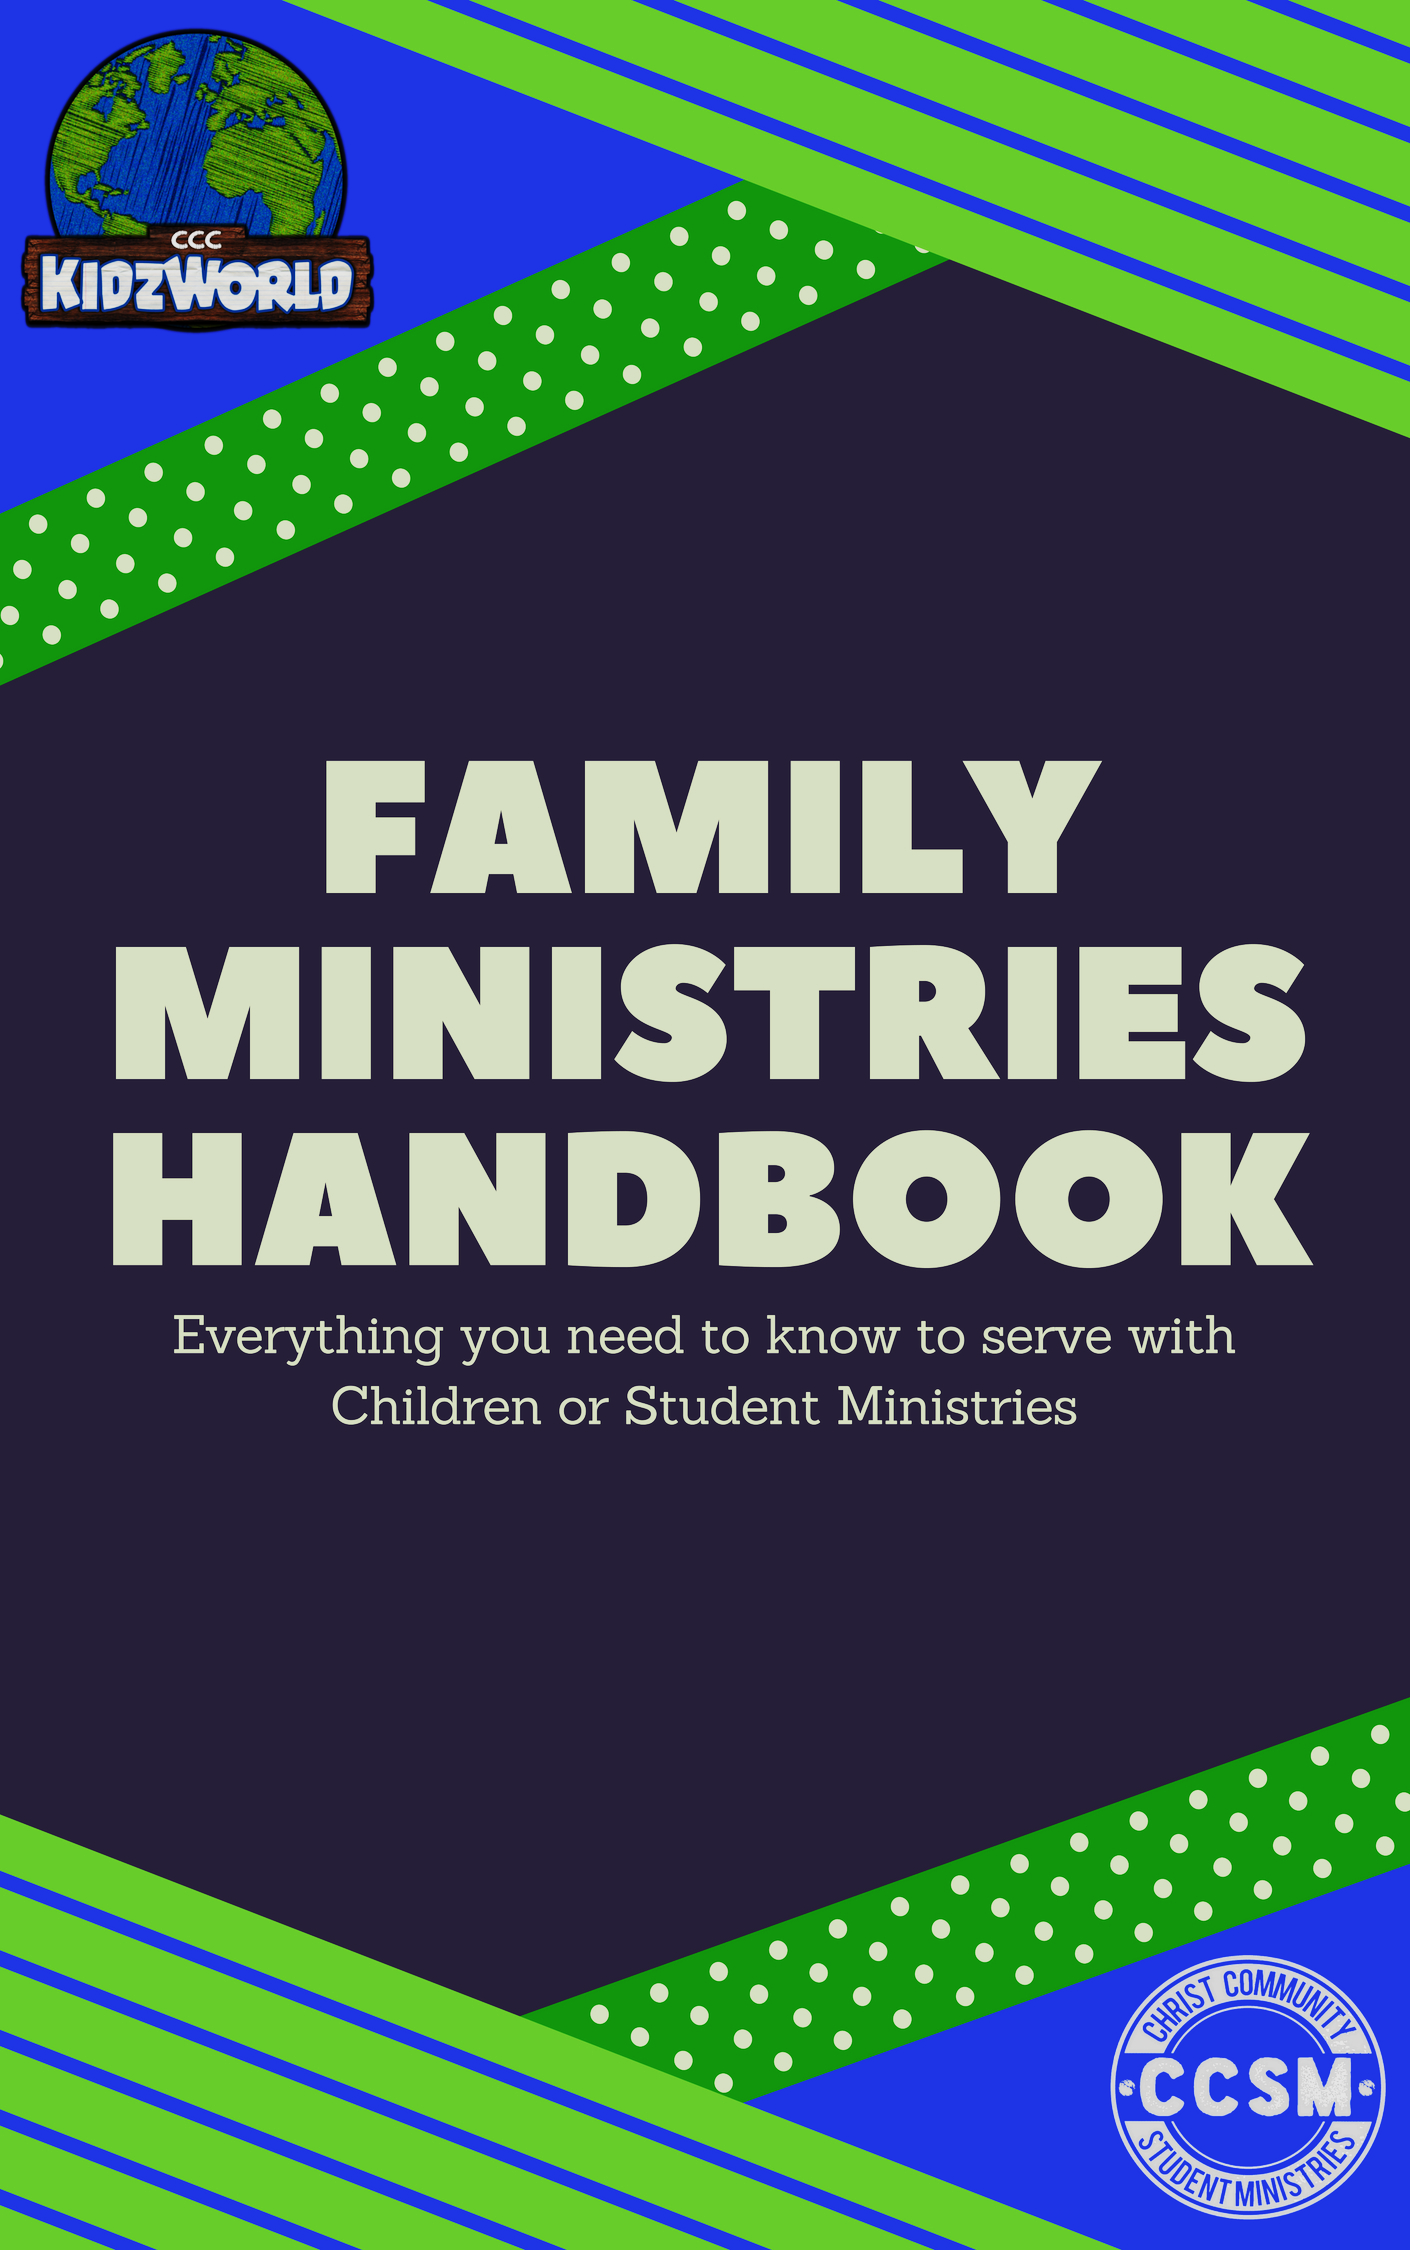 CCC
KIDZWORLD
FAMILY
MINISTRIES
HANDBOOK
Everything you need to know to serve with
Children or Student Ministries
CHRIST COMMUNITY
CCSM
STUDENT MINISTRIES